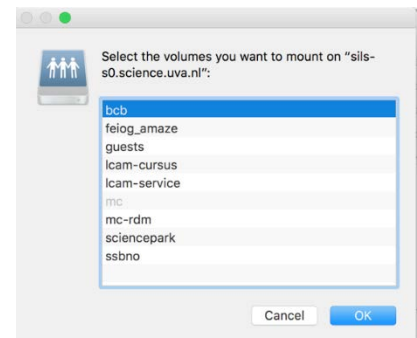 Select the volumes you want to mount on “sils-
s0.science.uva.nl”:
bcb
feiog_amaze
guests
lcam-cursus
lcam-service
mc
mc-rdm
sciencepark
ssbno
Cancel OK